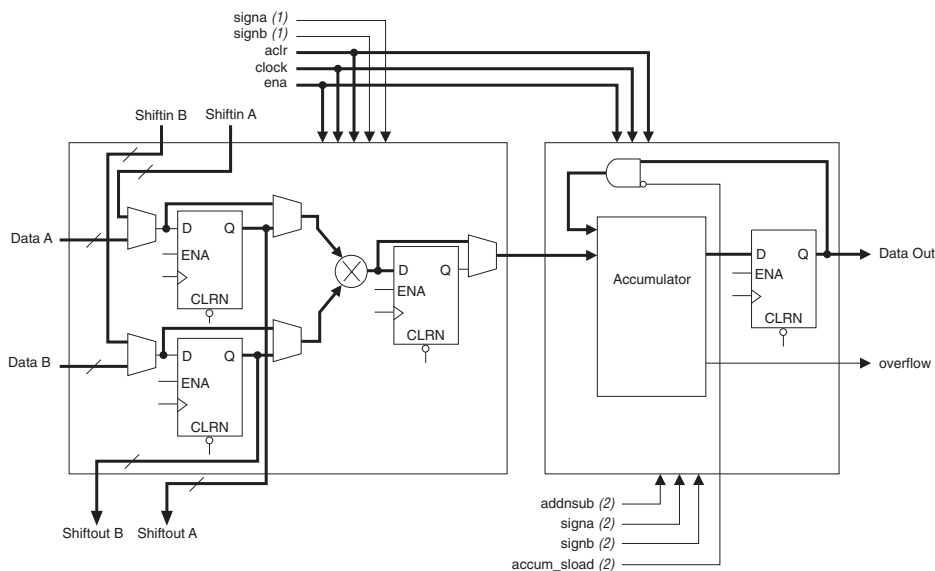 signa (1)
signb (1)
aclr
clock
ena
Shiftin B
Shiftin A
Data A
D Q
ENA
CLRN
Data B
D Q
ENA
CLRN
D Q
ENA
CLRN
Accumulator
D Q
ENA
CLRN
Data Out
overflow
Shiftout B
Shiftout A
addnsub (2)
signa (2)
signb (2)
accum_sload (2)